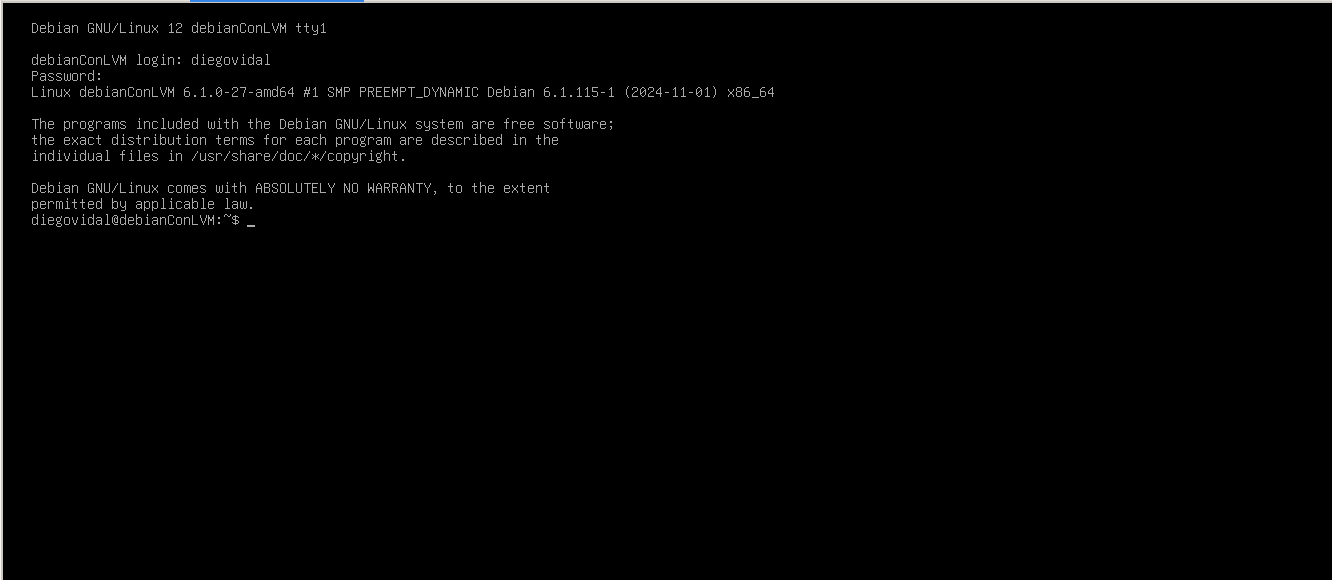 Debian GNU/Linux 12 debianConLVM tty1
debianConLVM login: diegovidal
Password:
Linux debianConLVM 6.1.0-27-amd64 #1 SMP PREEMPT_DYNAMIC Debian 6.1.115-1 (2024-11-01) x86_64
The programs included with the Debian GNU/Linux system are free software;
the exact distribution terms for each program are described in the
individual files in /usr/share/doc/*/copyright.
Debian GNU/Linux comes with ABSOLUTELY NO WARRANTY, to the extent
permitted by applicable law.
diegovidal@debianConLVM:~$ _